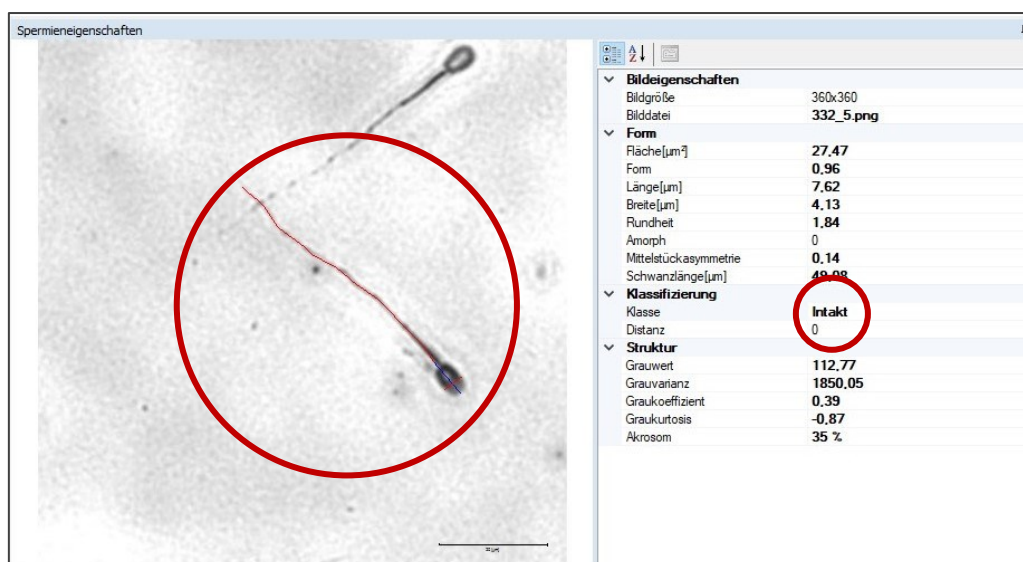 Spermieneigenschaften
Bildeigenschaften
Bildgröße 360x360
Bilddatei 332_5.png
Form
Fläche[µm²] 27,47
Form 0,96
Länge[µm] 7,62
Breite[µm] 4,13
Rundheit 1,84
Amorph 0
Mittelstückasymmetrie 0,14
Schwanzlänge[µm] 49,08
Klassifizierung
Klasse Intakt
Distanz 0
Struktur
Grauwert 112,77
Grauvarianz 1850,05
Graukoeffizient 0,39
Graukurtosis -0,87
Akrosom 35 %